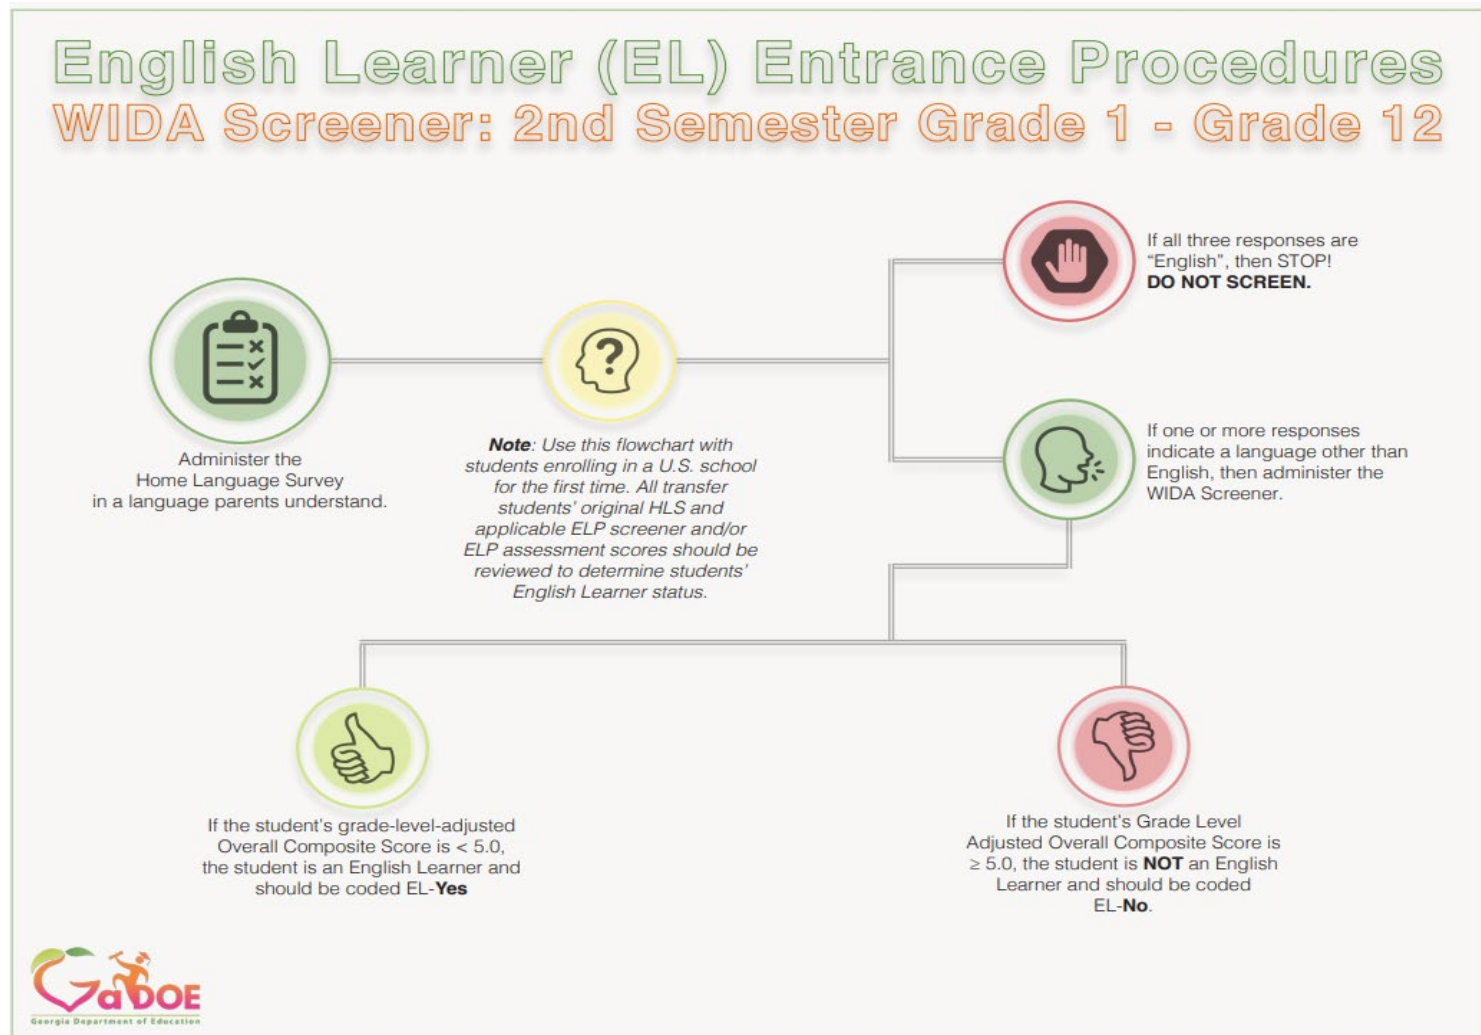 English Learner (EL) Entrance Procedures
WIDA Screener: 2nd Semester Grade 1 - Grade 12
If all three responses are
“English”, then STOP!
DO NOT SCREEN.
Administer the
Home Language Survey
in a language parents understand.
?
Note: Use this flowchart with
students enrolling in a U.S. school
for the first time. All transfer
students’ original HLS and
applicable ELP screener and/or
ELP assessment scores should be
reviewed to determine students’
English Learner status.
If one or more responses
indicate a language other than
English, then administer the
WIDA Screener.
If the student’s grade-level-adjusted
Overall Composite Score is < 5.0,
the student is an English Learner and
should be coded EL-Yes
If the student’s Grade Level
Adjusted Overall Composite Score is
≥ 5.0, the student is NOT an English
Learner and should be coded
EL-No.
GaDOE
Georgia Department of Education